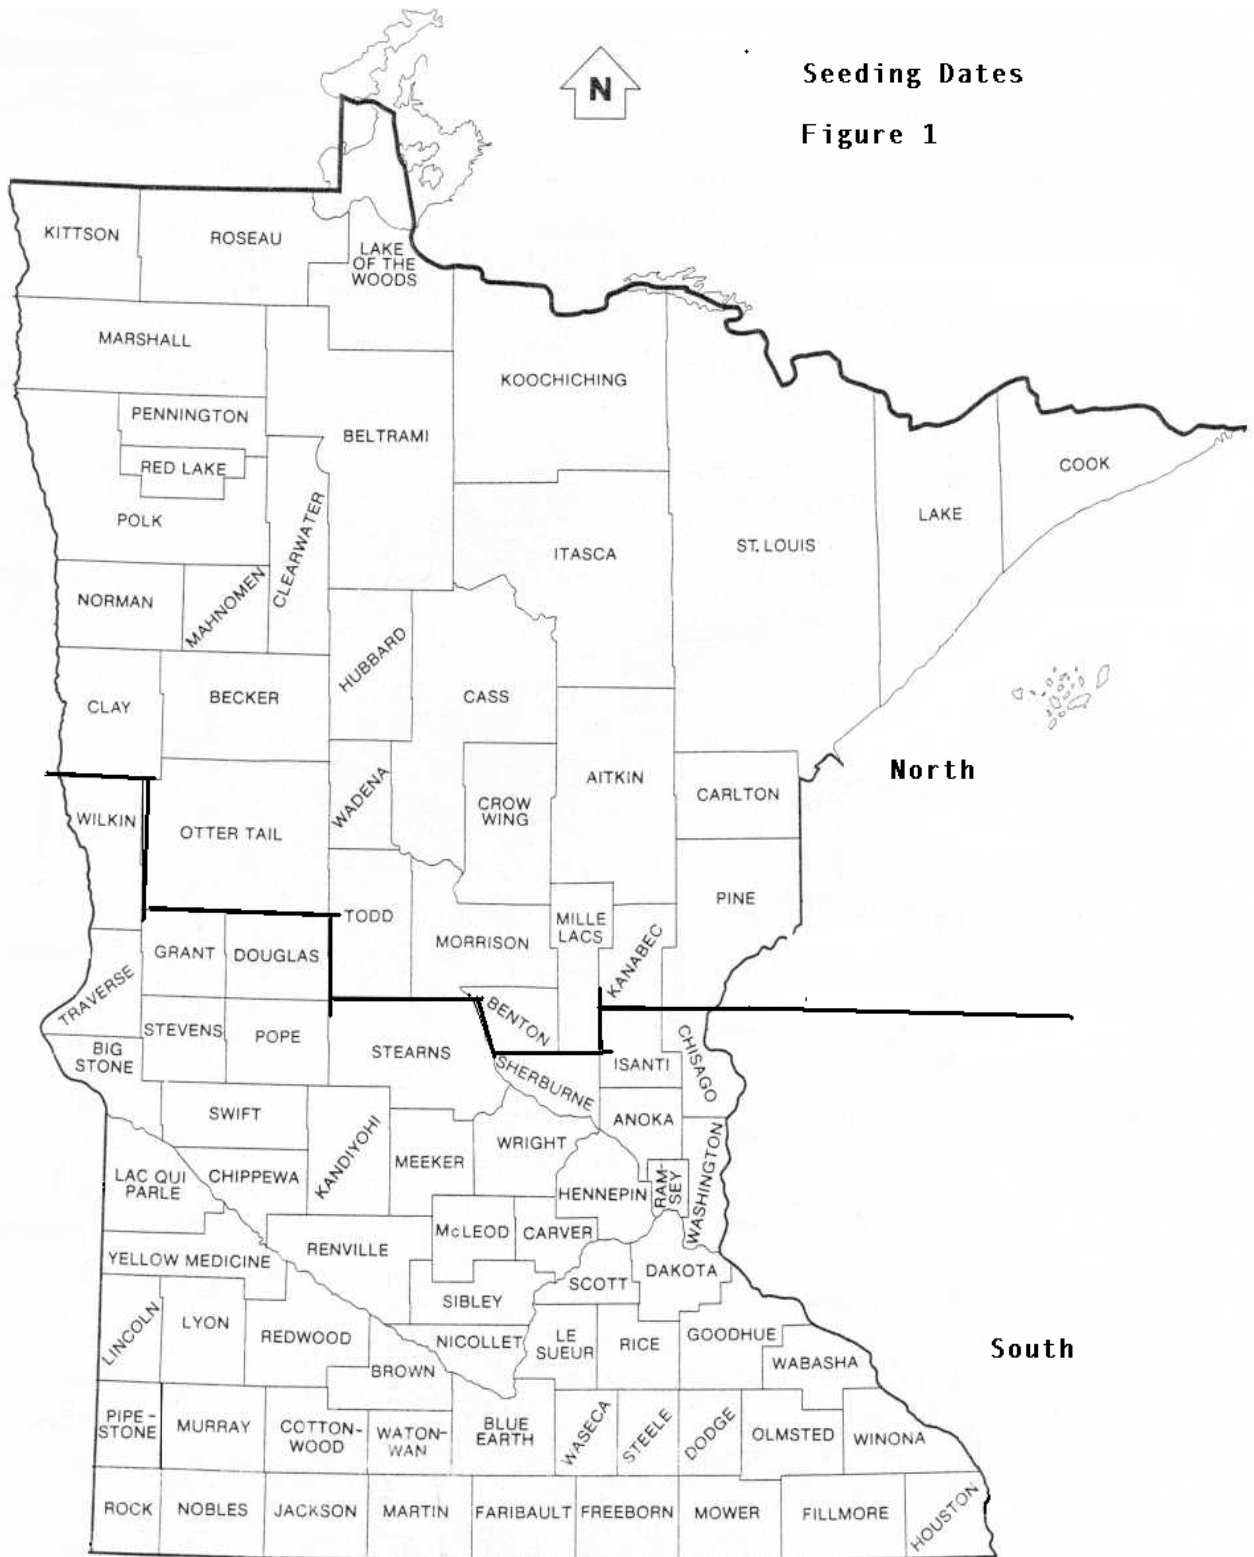 Seeding Dates
N
Figure 1
KITTSON
ROSEAU
LAKE
OF THE
WOODS
MARSHALL
KOOCHICHING
PENNINGTON
BELTRAMI
RED LAKE
COOK
POLK
CLEARWATER
LAKE
ITASCA
ST. LOUIS
NORMAN
MAHNOMEN
HUBBARD
CLAY
BECKER
CASS
North
AITKIN
CARLTON
WADENA
CROW
WING
WILKIN
OTTER TAIL
PINE
TODD
MILLE
LACS
MORRISON
KANABEC
GRANT
DOUGLAS
TRAVERSE
BENTON
STEVENS
POPE
STEARNS
BIG
STONE
SHERBURNE
ISANTI
CHISAGO
SWIFT
KANDIYOHI
ANOKA
WRIGHT
MEEKER
WASHINGTON
LAC QUI
PARLE
CHIPPEWA
HENNEPIN
RAM-
SEY
McLEOD
CARVER
RENVILLE
YELLOW MEDICINE
SCOTT
DAKOTA
SIBLEY
LINCOLN
LYON
REDWOOD
NICOLLET
LE
SUEUR
RICE
GOODHUE
South
BROWN
WABASHA
PIPE-
STONE
MURRAY
COTTON-
WOOD
WATON-
WAN
BLUE
EARTH
WASECA
STEELE
DODGE
OLMSTED
WINONA
ROCK
NOBLES
JACKSON
MARTIN
FARIBAULT
FREEBORN
MOWER
FILLMORE
HOUSTON